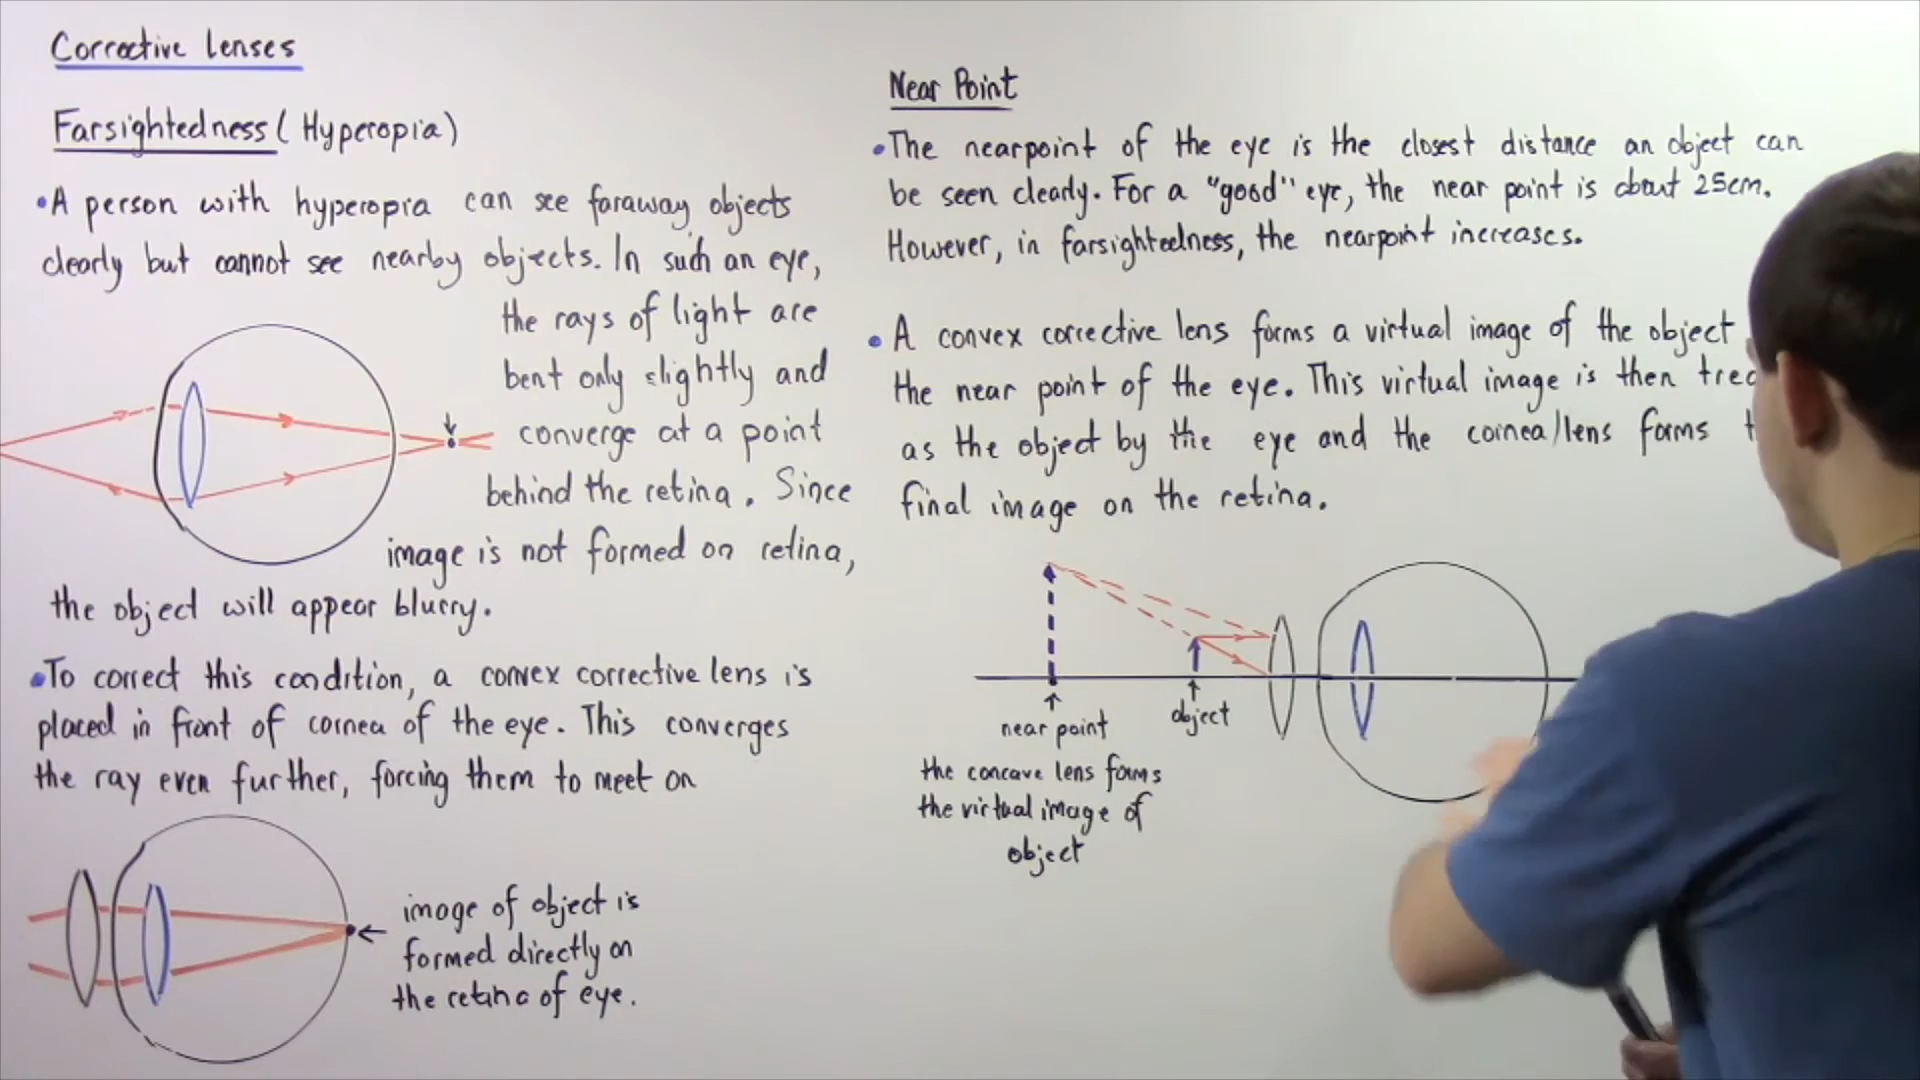 Corrective lenses
Farsightedness (Hyperopia)
• A person with hyperopia can see faraway objects
clearly but cannot see nearby objects. In such an eye,
the rays of light are
bent only slightly and
converge at a point
behind the retina. Since
image is not formed on retina,
the object will appear blurry.
• To correct this condition, a convex corrective lens is
placed in front of cornea of the eye. This converges
the ray even further, forcing them to meet on
image of object is
formed directly on
the retina of eye.
Near Point
• The nearpoint of the eye is the closest distance an object can
be seen clearly. For a "good" eye, the near point is about 25cm.
However, in farsightedness, the nearpoint increases.
• A convex corrective lens forms a virtual image of the object
the near point of the eye. This virtual image is then
as the object by the eye and the cornea/lens forms
final image on the retina.
near point
object
the concave lens forms
the virtual image of
object